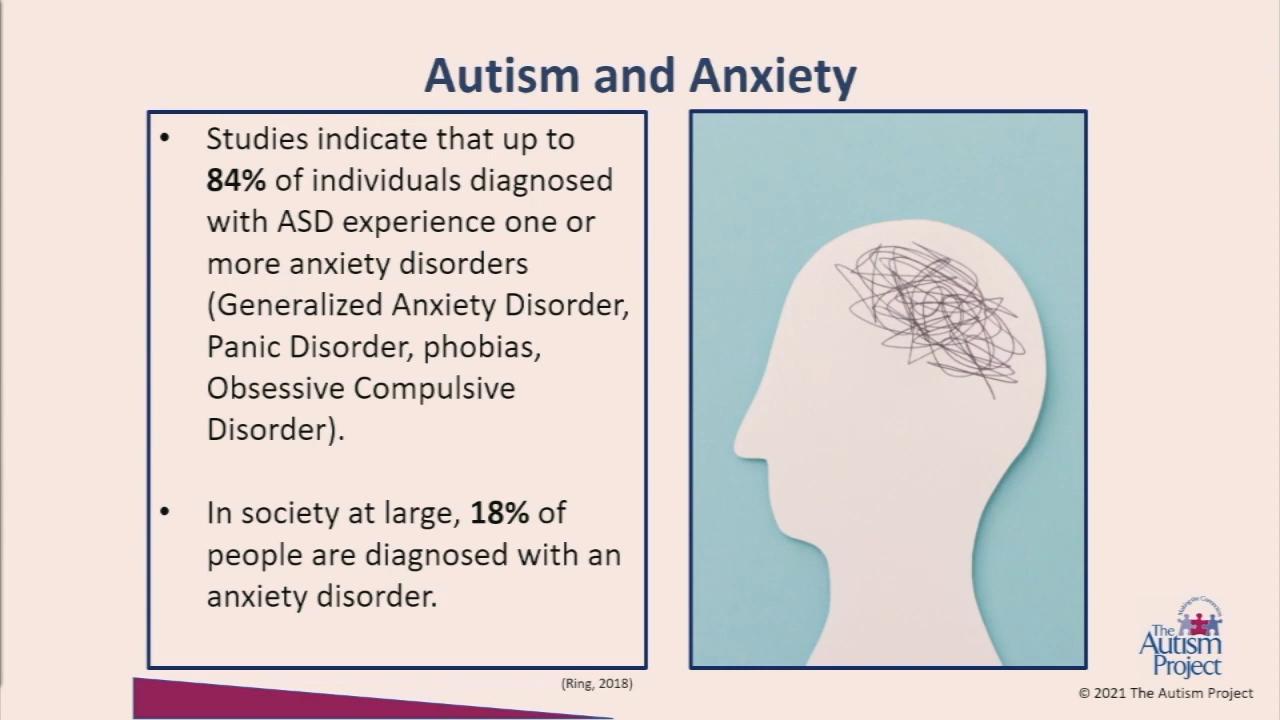 Autism and Anxiety
• Studies indicate that up to
84% of individuals diagnosed
with ASD experience one or
more anxiety disorders
(Generalized Anxiety Disorder,
Panic Disorder, phobias,
Obsessive Compulsive
Disorder).
• In society at large, 18% of
people are diagnosed with an
anxiety disorder.
(Ring, 2018)
The
Autism
Project
© 2021 The Autism Project